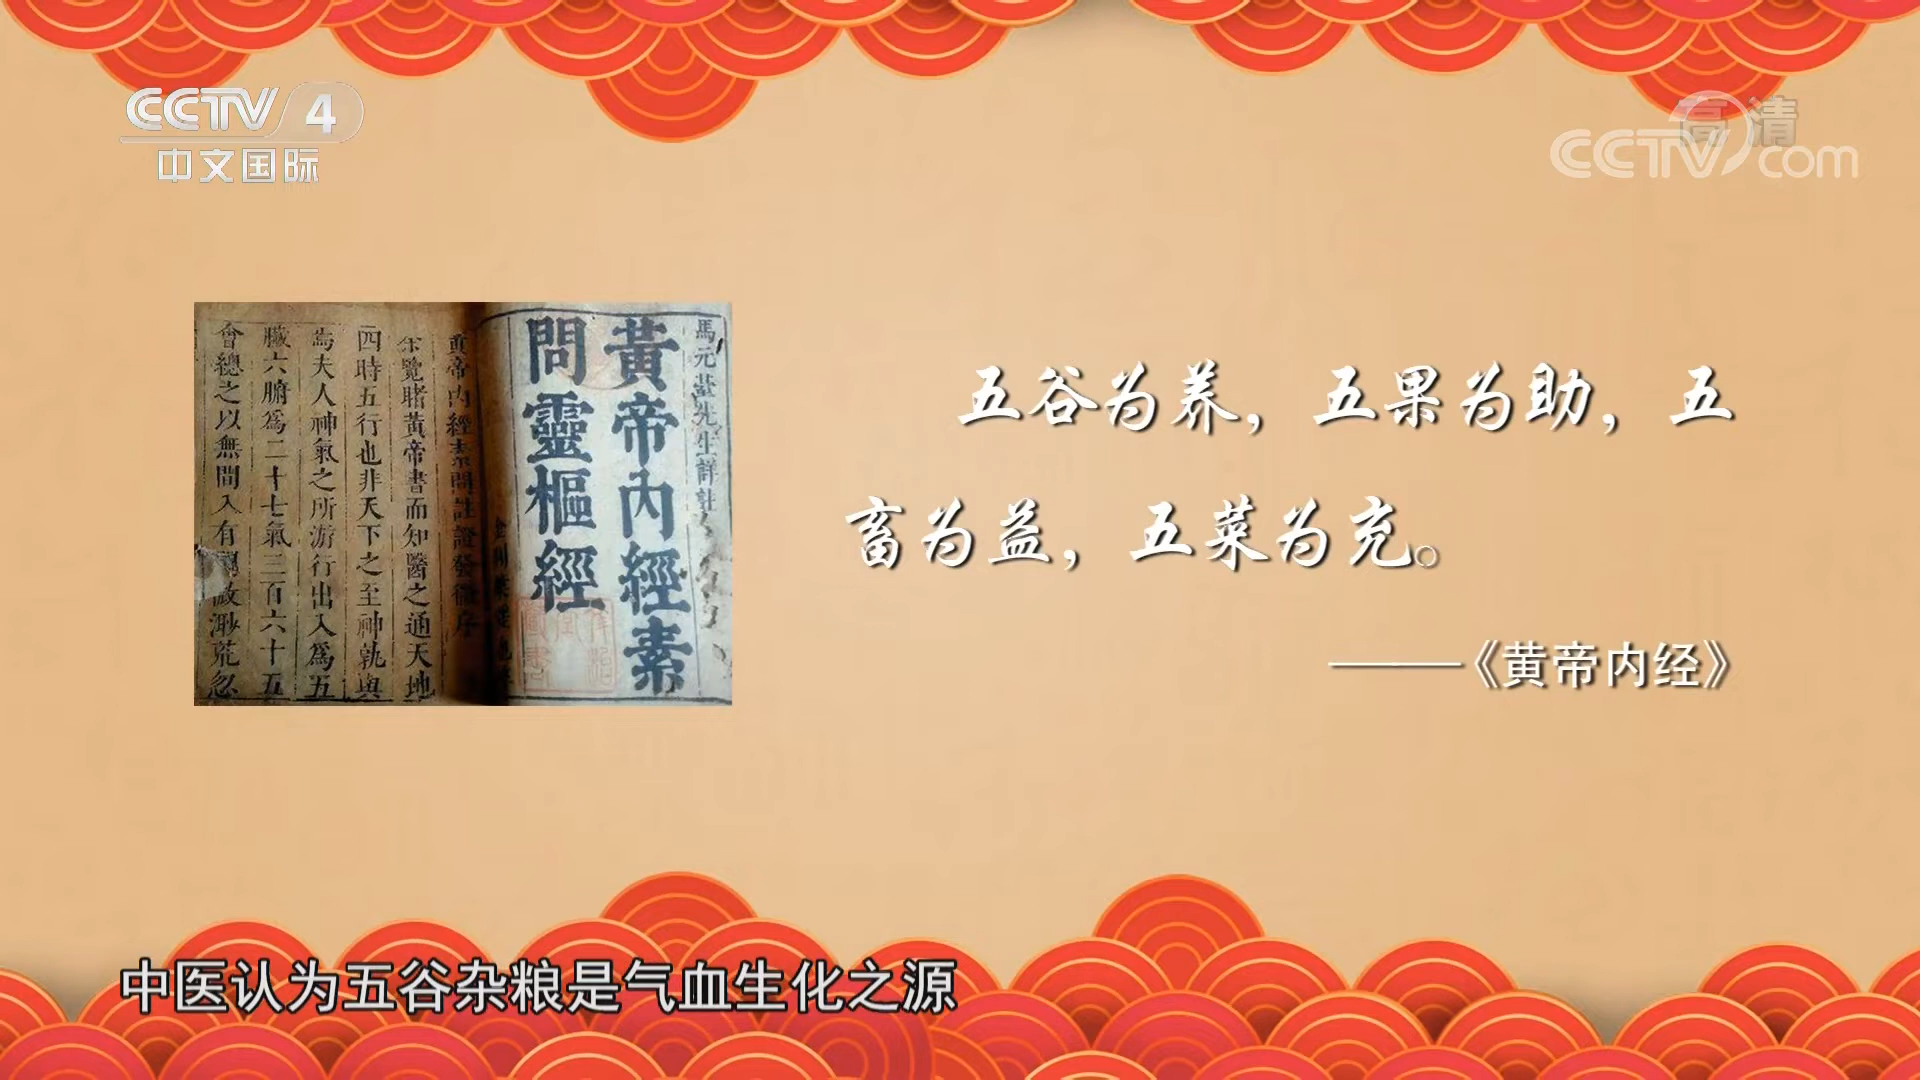 CCTV 4
中文国际
高清
CCTV com
五谷为养，五果为助，五
畜为益，五菜为充。
——《黄帝内经》
馬元臺先生詳註
黃帝內經素
問靈樞經
黃帝內經素問註證發微序
余覽睹黃帝書而知醫之通天地
四時五行也非天下之至神孰與
焉夫人神氣之所游行出入為五
臟六腑為二十七氣三百六十五
會總之以無間入有
渺荒忽
中医认为五谷杂粮是气血生化之源